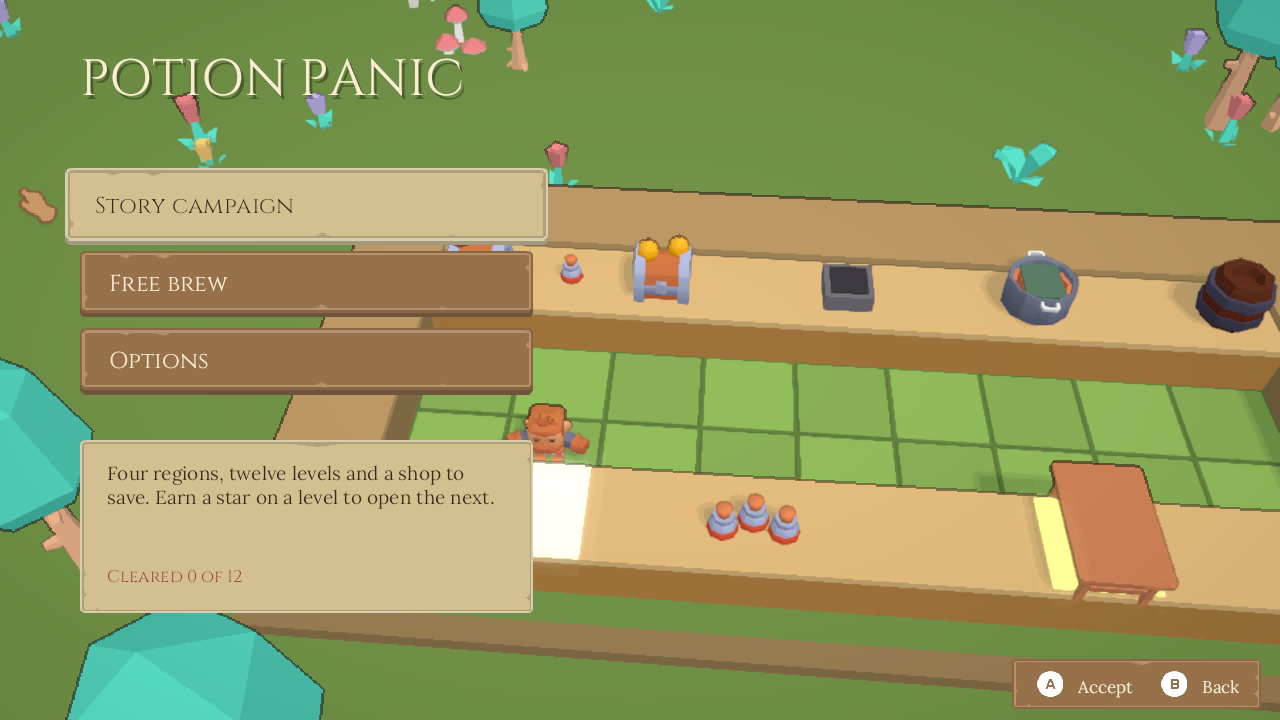 POTION PANIC
Story campaign
Free brew
Options
Four regions, twelve levels and a shop to
save. Earn a star on a level to open the next.
Cleared 0 of 12
A Accept B Back